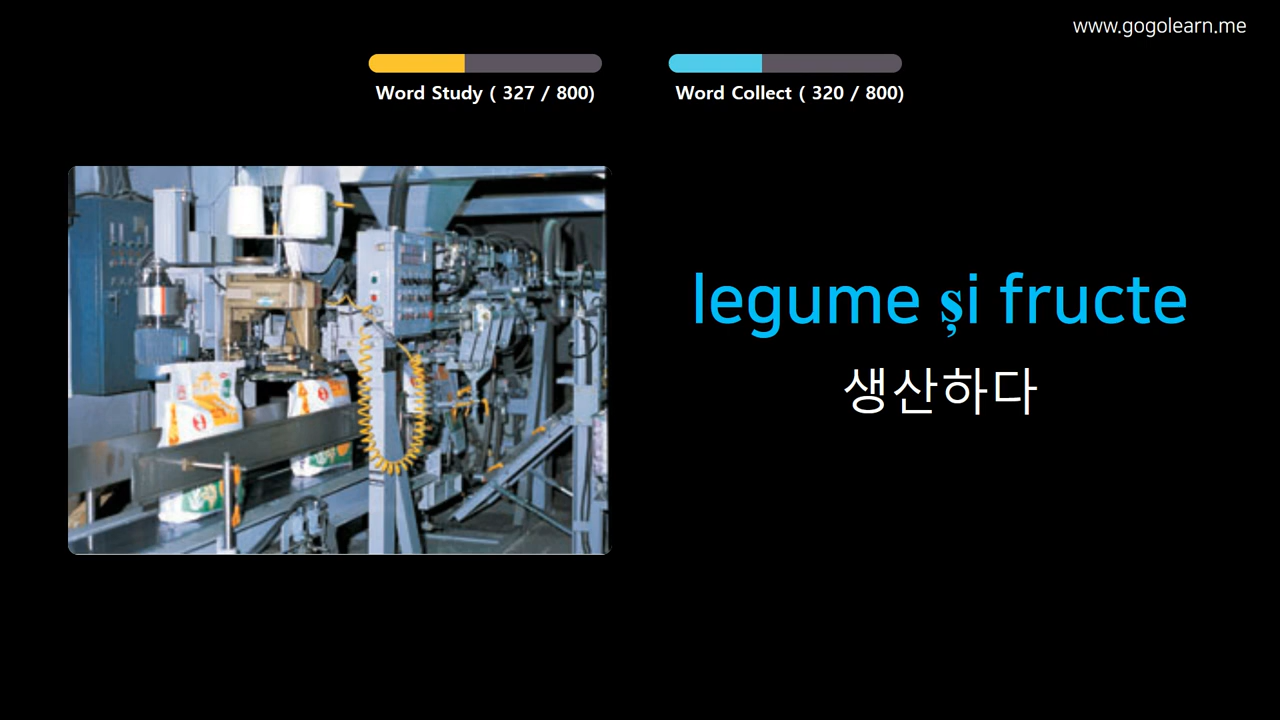 www.gogolearn.me
Word Study ( 327 / 800)
Word Collect ( 320 / 800)
legume și fructe
생산하다